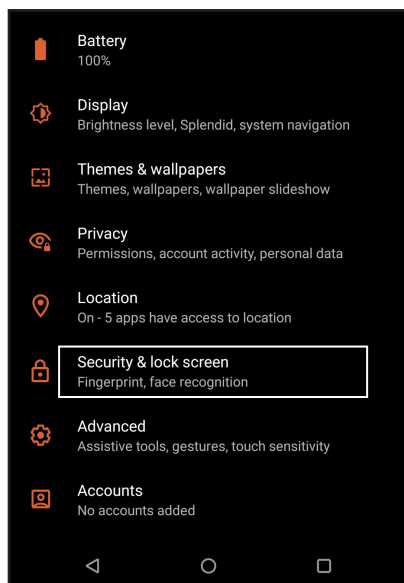 Battery
100%
Display
Brightness level, Splendid, system navigation
Themes & wallpapers
Themes, wallpapers, wallpaper slideshow
Privacy
Permissions, account activity, personal data
Location
On - 5 apps have access to location
Security & lock screen
Fingerprint, face recognition
Advanced
Assistive tools, gestures, touch sensitivity
Accounts
No accounts added